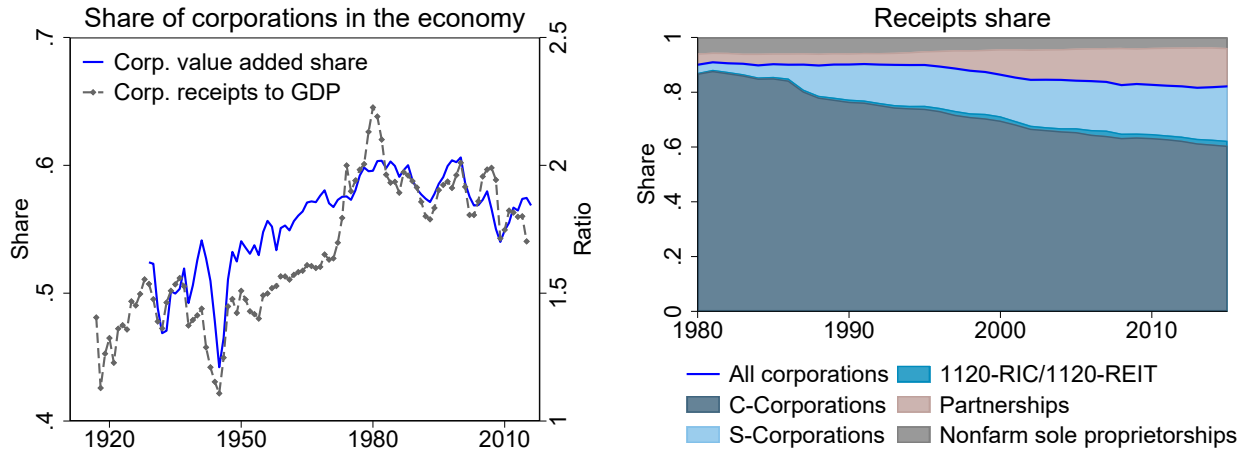 Share of corporations in the economy
.7
.6
.5
.4
Share
Corp. value added share
Corp. receipts to GDP
2.5
2
1.5
1
Ratio
1920
1950
1980
2010
Receipts share
1
.8
.6
.4
.2
0
Share
1980
1990
2000
2010
All corporations
1120-RIC/1120-REIT
C-Corporations
Partnerships
S-Corporations
Nonfarm sole proprietorships